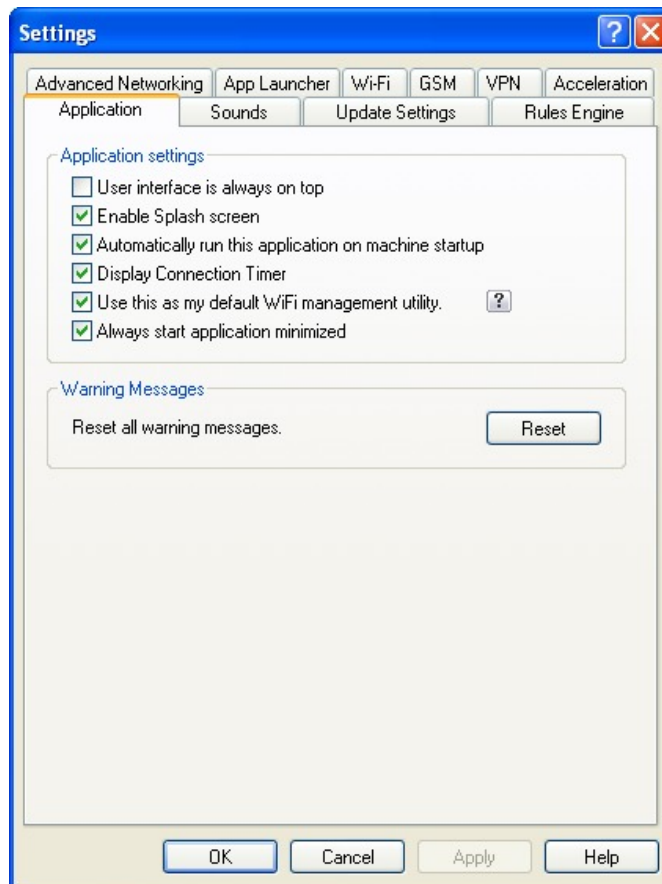 Settings
Advanced Networking App Launcher Wi-Fi GSM VPN Acceleration
Application Sounds Update Settings Rules Engine
Application settings
User interface is always on top
Enable Splash screen
Automatically run this application on machine startup
Display Connection Timer
Use this as my default WiFi management utility. ?
Always start application minimized
Warning Messages
Reset all warning messages. Reset
OK Cancel Apply Help